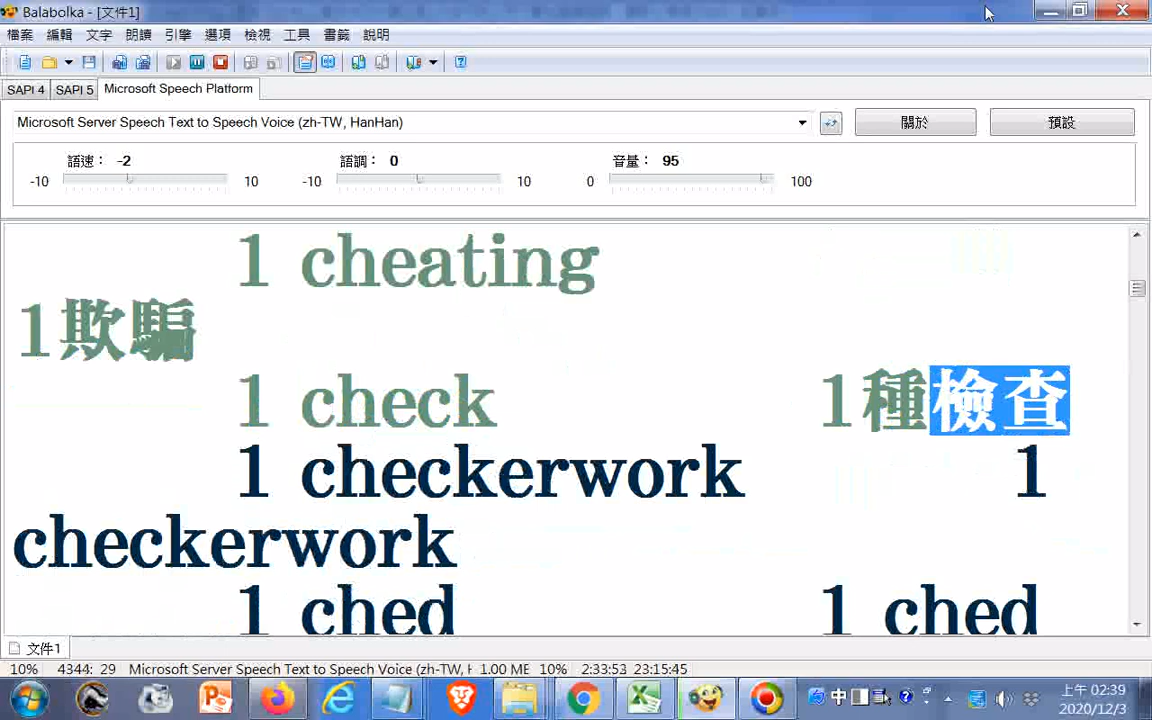 Balabolka - [文件1]
檔案 編輯 文字 朗讀 引擎 選項 檢視 工具 書籤 說明
SAPI 4 SAPI 5 Microsoft Speech Platform
Microsoft Server Speech Text to Speech Voice (zh-TW, HanHan) 關於 預設
語速： -2 語調： 0 音量： 95
-10 10 -10 10 0 100
1 cheating
1欺騙
1 check 1種檢查
1 checkerwork 1
checkerwork
1 ched 1 ched
文件1
10% 4344: 29 Microsoft Server Speech Text to Speech Voice (zh-TW, H 1.00 ME 10% 2:33:53 23:15:45
中 上午 02:39
2020/12/3